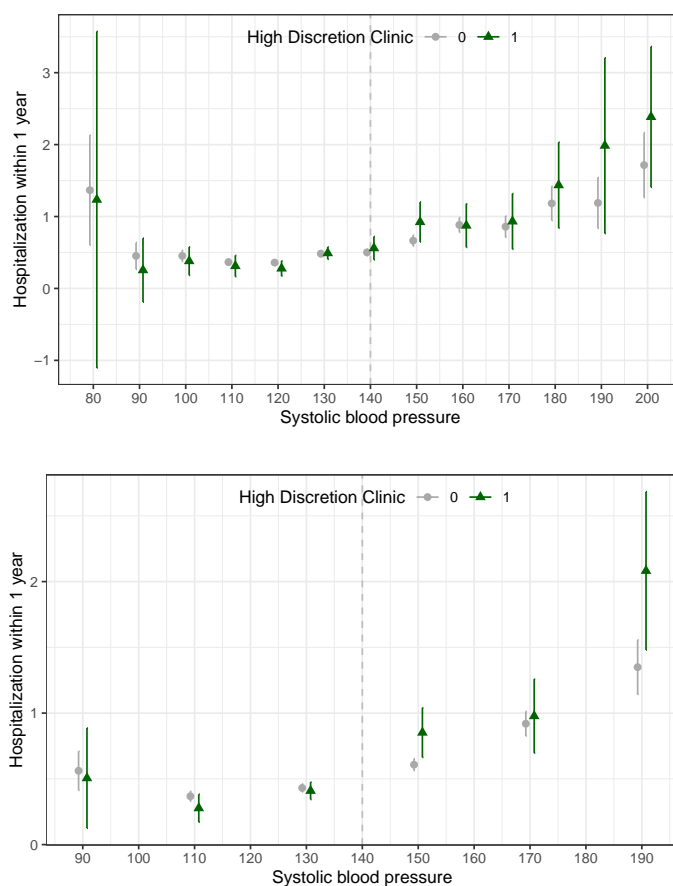 High Discretion Clinic 0 1
Hospitalization within 1 year
3
2
1
0
−1
80 90 100 110 120 130 140 150 160 170 180 190 200
Systolic blood pressure
High Discretion Clinic 0 1
Hospitalization within 1 year
2
1
0
90 100 110 120 130 140 150 160 170 180 190
Systolic blood pressure